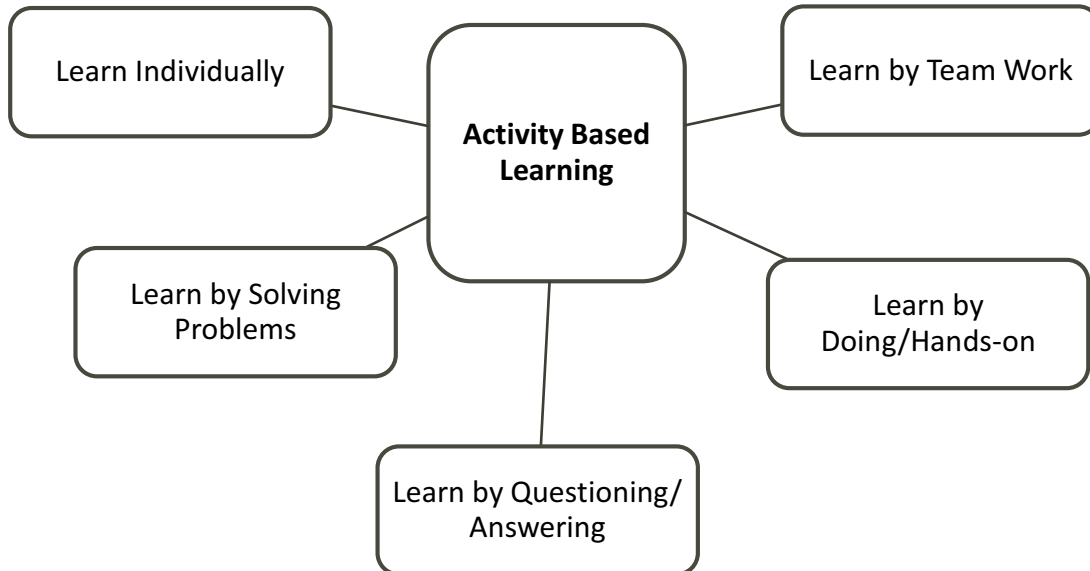 Learn Individually
Activity Based
Learning
Learn by Team Work
Learn by Solving
Problems
Learn by
Doing/Hands-on
Learn by Questioning/
Answering